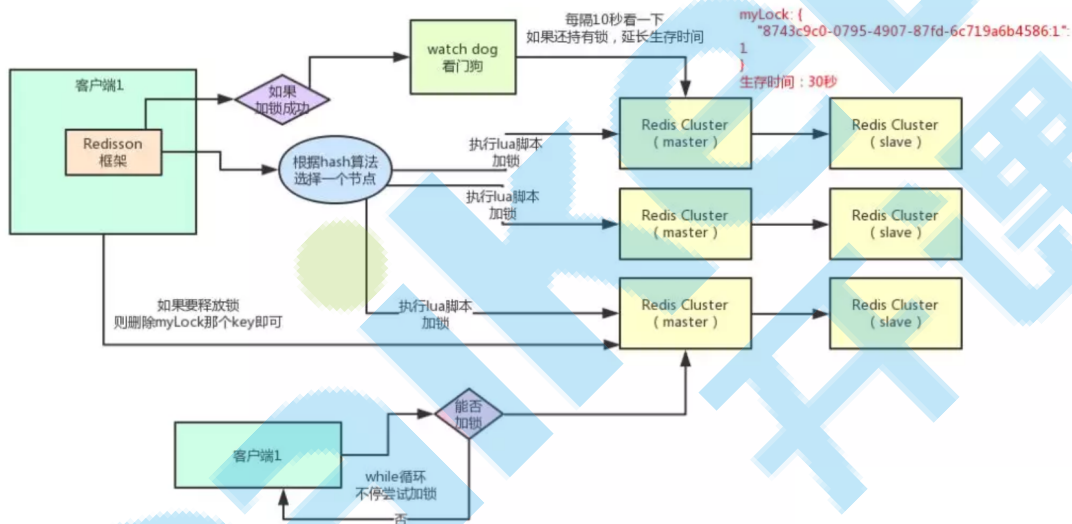 每隔10秒看一下
如果还持有锁，延长生存时间
myLock: {
"8743c9c0-0795-4907-87fd-6c719a6b4586:1":
1
}
生存时间：30秒
watch dog
看门狗
客户端1
如果
加锁成功
Redisson
框架
根据hash算法
选择一个节点
执行lua脚本
加锁
Redis Cluster
（master）
Redis Cluster
（slave）
执行lua脚本
加锁
Redis Cluster
（master）
Redis Cluster
（slave）
如果要释放锁
则删除myLock那个key即可
执行lua脚本
加锁
Redis Cluster
（master）
Redis Cluster
（slave）
能否
加锁
客户端1
while循环
不停尝试加锁
否